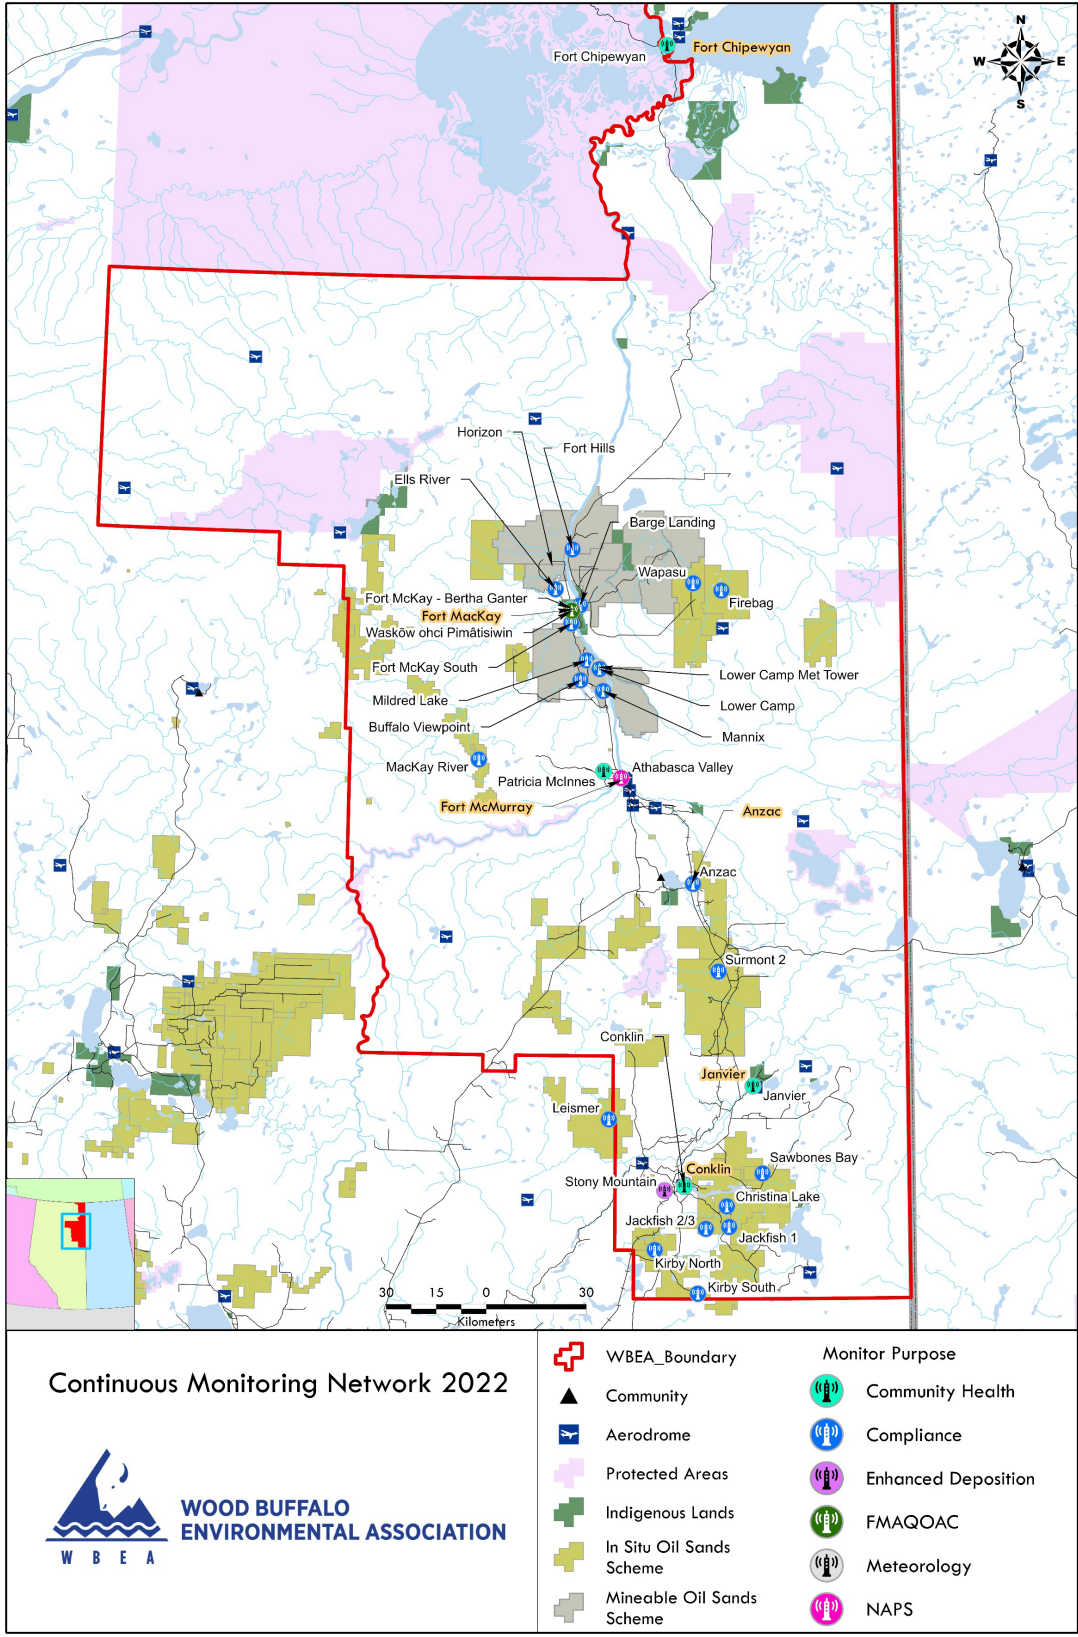 N
W E
S
Fort Chipewyan
Fort Chipewyan
Horizon
Fort Hills
Ells River
Barge Landing
Wapasu
Firebag
Fort McKay - Bertha Ganter
Fort MacKay
Waskōw ohci Pimâtisiwin
Fort McKay South
Mildred Lake
Lower Camp Met Tower
Lower Camp
Buffalo Viewpoint
Mannix
MacKay River
Athabasca Valley
Patricia McInnes
Fort McMurray
Anzac
Anzac
Surmont 2
Conklin
Janvier
Janvier
Leismer
Sawbones Bay
Conklin
Stony Mountain
Christina Lake
Jackfish 2/3
Jackfish 1
Kirby North
Kirby South
30 15 0 30
Kilometers
Continuous Monitoring Network 2022
WBEA
WOOD BUFFALO
ENVIRONMENTAL ASSOCIATION
WBEA_Boundary
Community
Aerodrome
Protected Areas
Indigenous Lands
In Situ Oil Sands
Scheme
Mineable Oil Sands
Scheme
Monitor Purpose
Community Health
Compliance
Enhanced Deposition
FMAQOAC
Meteorology
NAPS